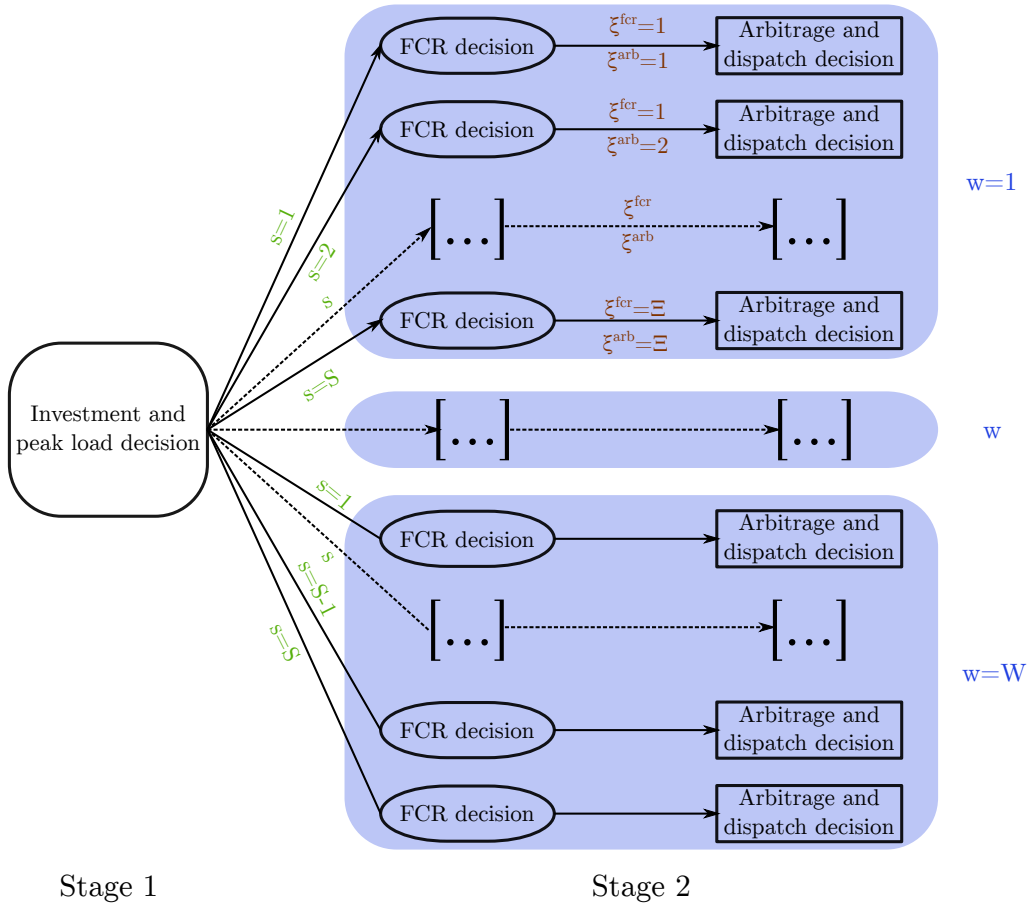 FCR decision
ξ^fcr=1
ξ^arb=1
Arbitrage and
dispatch decision
FCR decision
ξ^fcr=1
ξ^arb=2
Arbitrage and
dispatch decision
w=1
s=1
s=2
s
s=S
[...]
ξ^fcr
ξ^arb
[...]
FCR decision
ξ^fcr=Ξ
ξ^arb=Ξ
Arbitrage and
dispatch decision
Investment and
peak load decision
[...]
[...]
w
s=1
s
s=S-1
s=S
FCR decision
Arbitrage and
dispatch decision
[...]
[...]
w=W
FCR decision
Arbitrage and
dispatch decision
FCR decision
Arbitrage and
dispatch decision
Stage 1
Stage 2